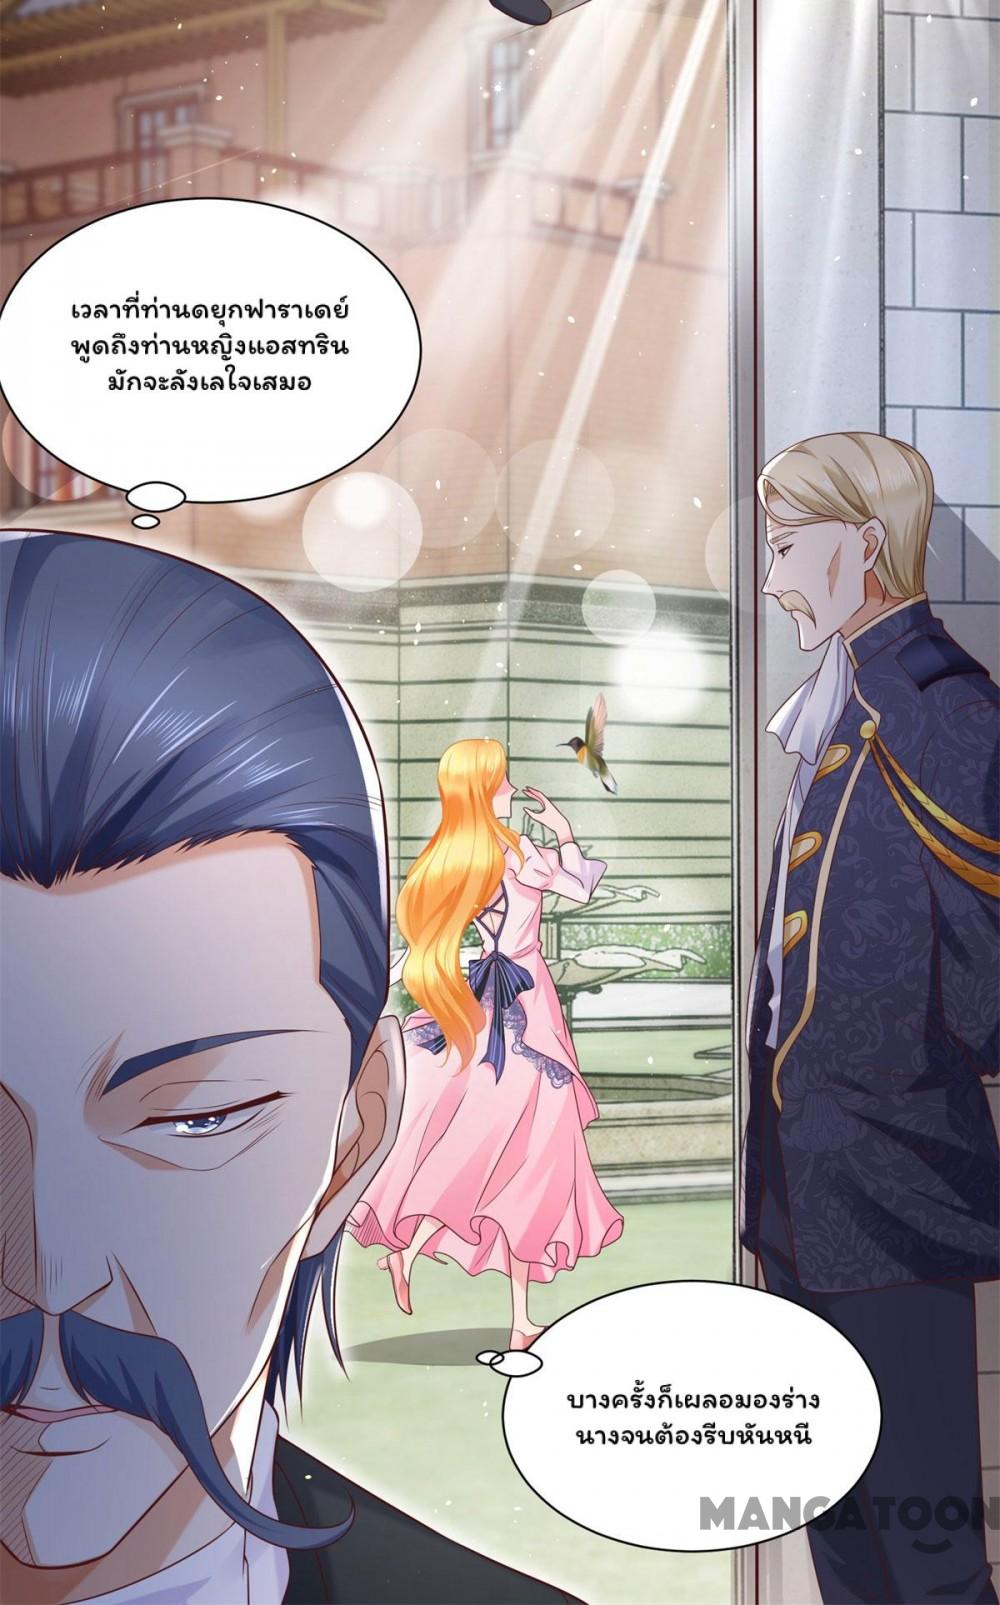 เวลาที่ท่านดยุกฟาราเดย์
พูดถึงท่านหญิงแอสทริน
มักจะลังเลใจเสมอ
บางครั้งก็เผลอมองร่าง
นางจนต้องรีบหันหนี
MANGATOON